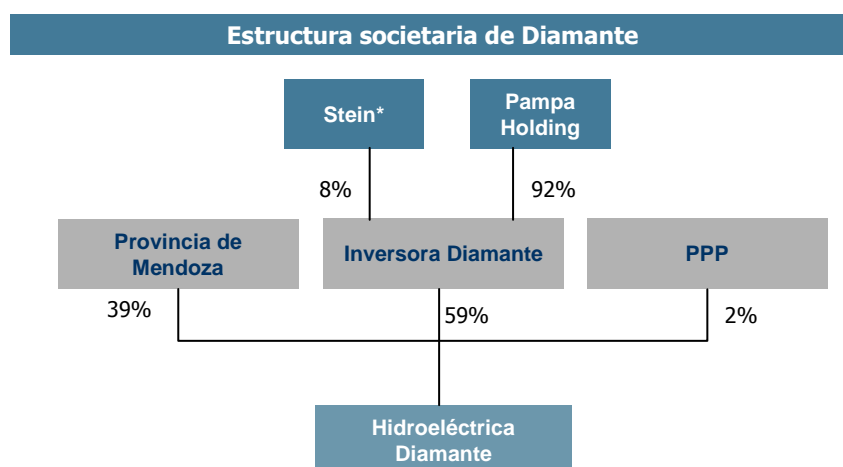 Estructura societaria de Diamante
Stein*
Pampa
Holding
8%
92%
Provincia de
Mendoza
Inversora Diamante
PPP
39%
59%
2%
Hidroeléctrica
Diamante